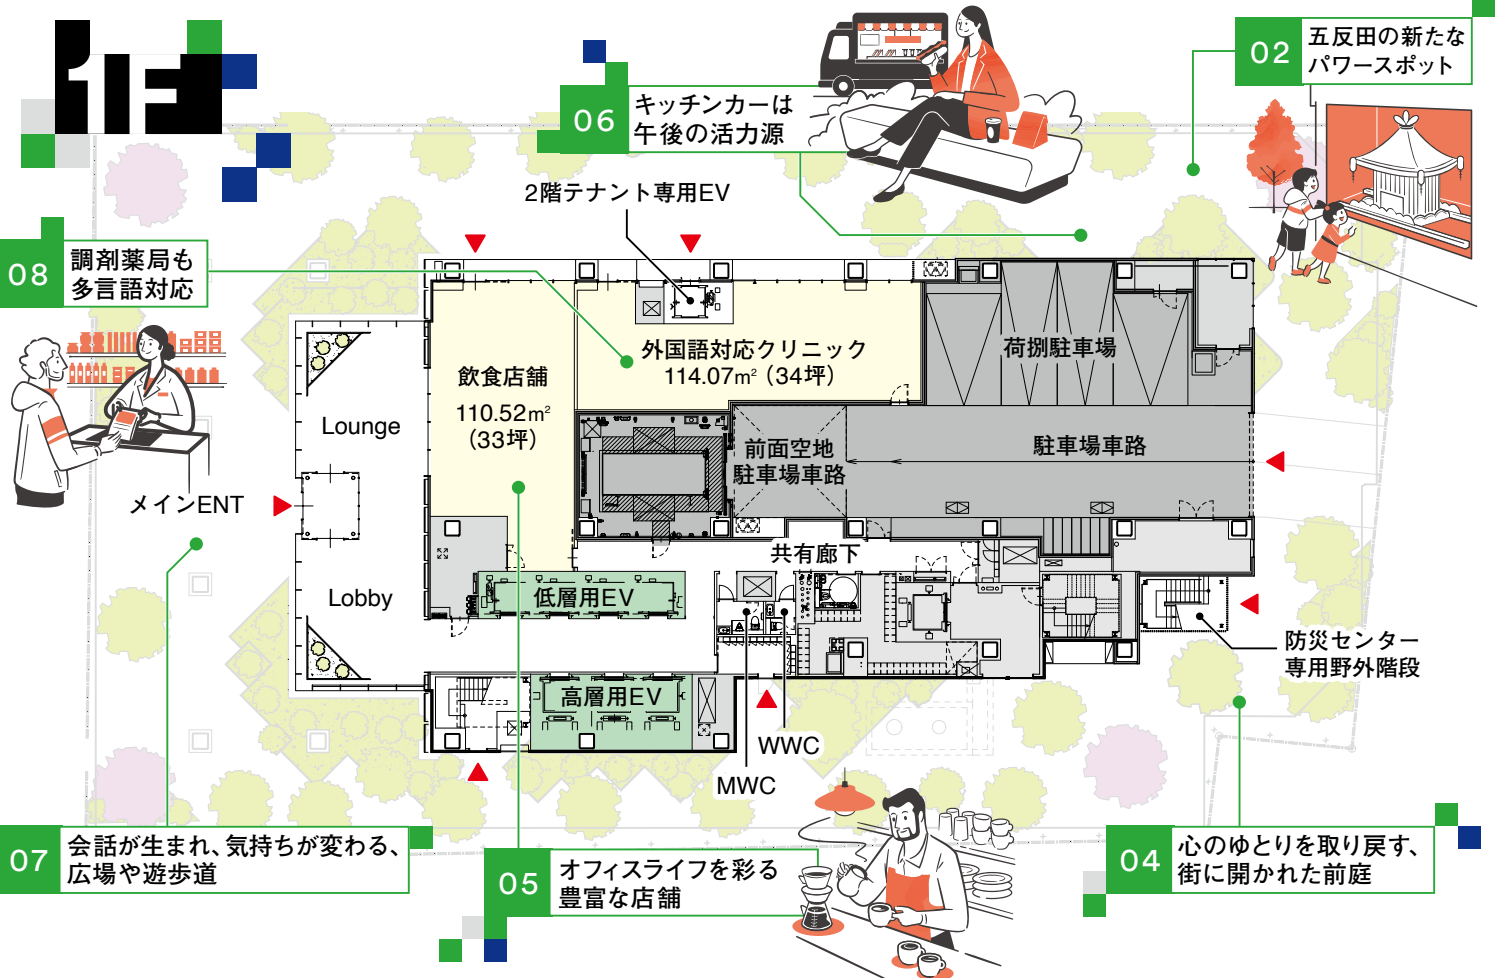 1F
06
キッチンカーは
午後の活力源
02
五反田の新たな
パワースポット
2階テナント専用EV
08
調剤薬局も
多言語対応
外国語対応クリニック
114.07m²（34坪）
荷捌駐車場
飲食店舗
110.52m²
（33坪）
Lounge
前面空地
駐車場車路
駐車場車路
メインENT
共有廊下
Lobby
低層用EV
防災センター
専用野外階段
高層用EV
WWC
MWC
07
会話が生まれ、気持ちが変わる、
広場や遊歩道
05
オフィスライフを彩る
豊富な店舗
04
心のゆとりを取り戻す、
街に開かれた前庭